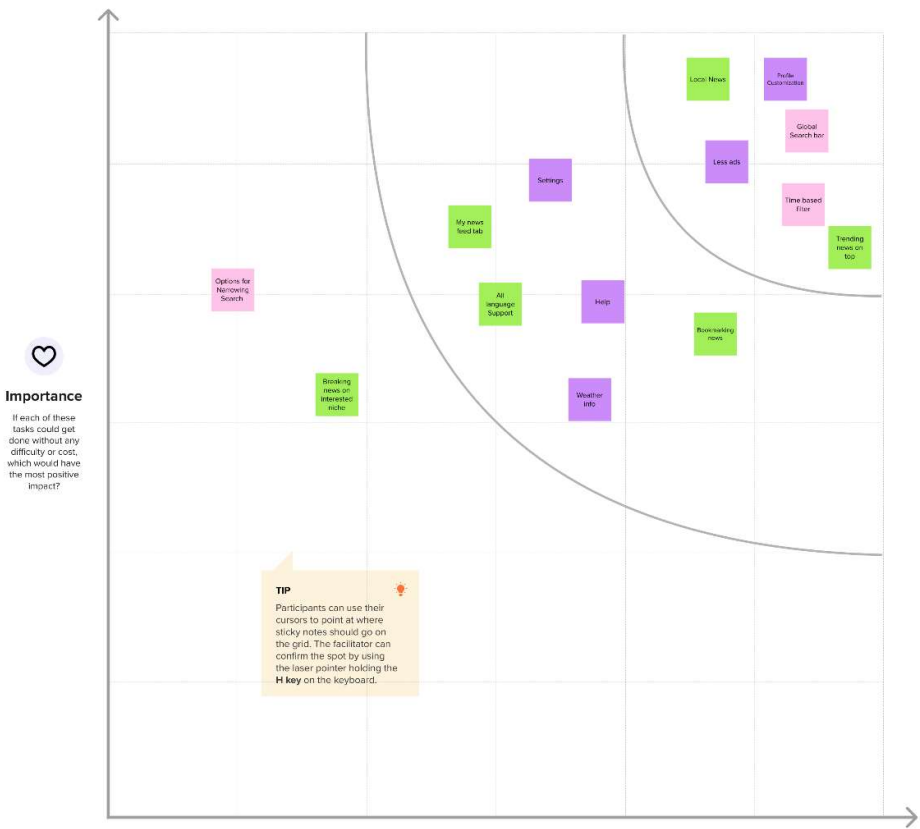 Local News
Profile
Customization
Global
Search bar
Less ads
Settings
Time based
filter
My news
feed tab
Trending
news on
top
Options for
Narrowing
Search
All
language
Support
Help
Bookmarking
news
Breaking
news on
interested
niche
Weather
info
Importance
If each of these
tasks could get
done without any
difficulty or cost,
which would have
the most positive
impact?
TIP
Participants can use their
cursors to point at where
sticky notes should go on
the grid. The facilitator can
confirm the spot by using
the laser pointer holding the
H key on the keyboard.